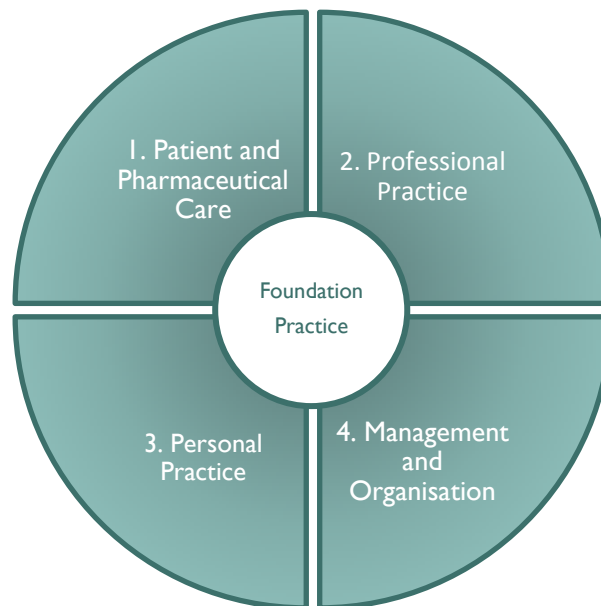 1. Patient and
Pharmaceutical
Care
2. Professional
Practice
Foundation
Practice
3. Personal
Practice
4. Management
and
Organisation